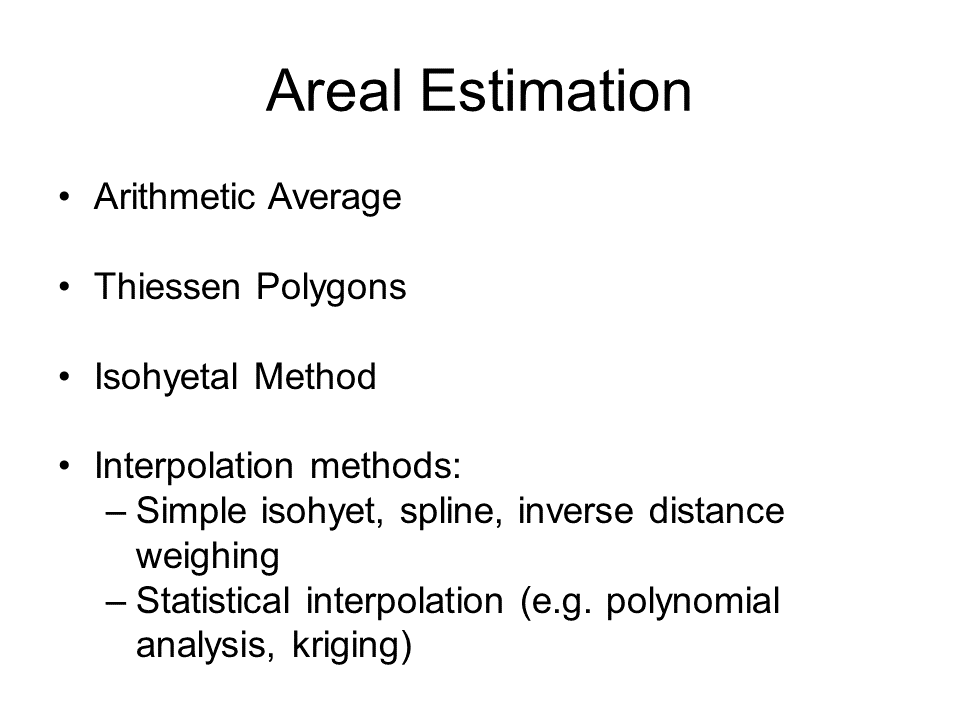 Areal Estimation
• Arithmetic Average
• Thiessen Polygons
• Isohyetal Method
• Interpolation methods:
– Simple isohyet, spline, inverse distance
weighing
– Statistical interpolation (e.g. polynomial
analysis, kriging)